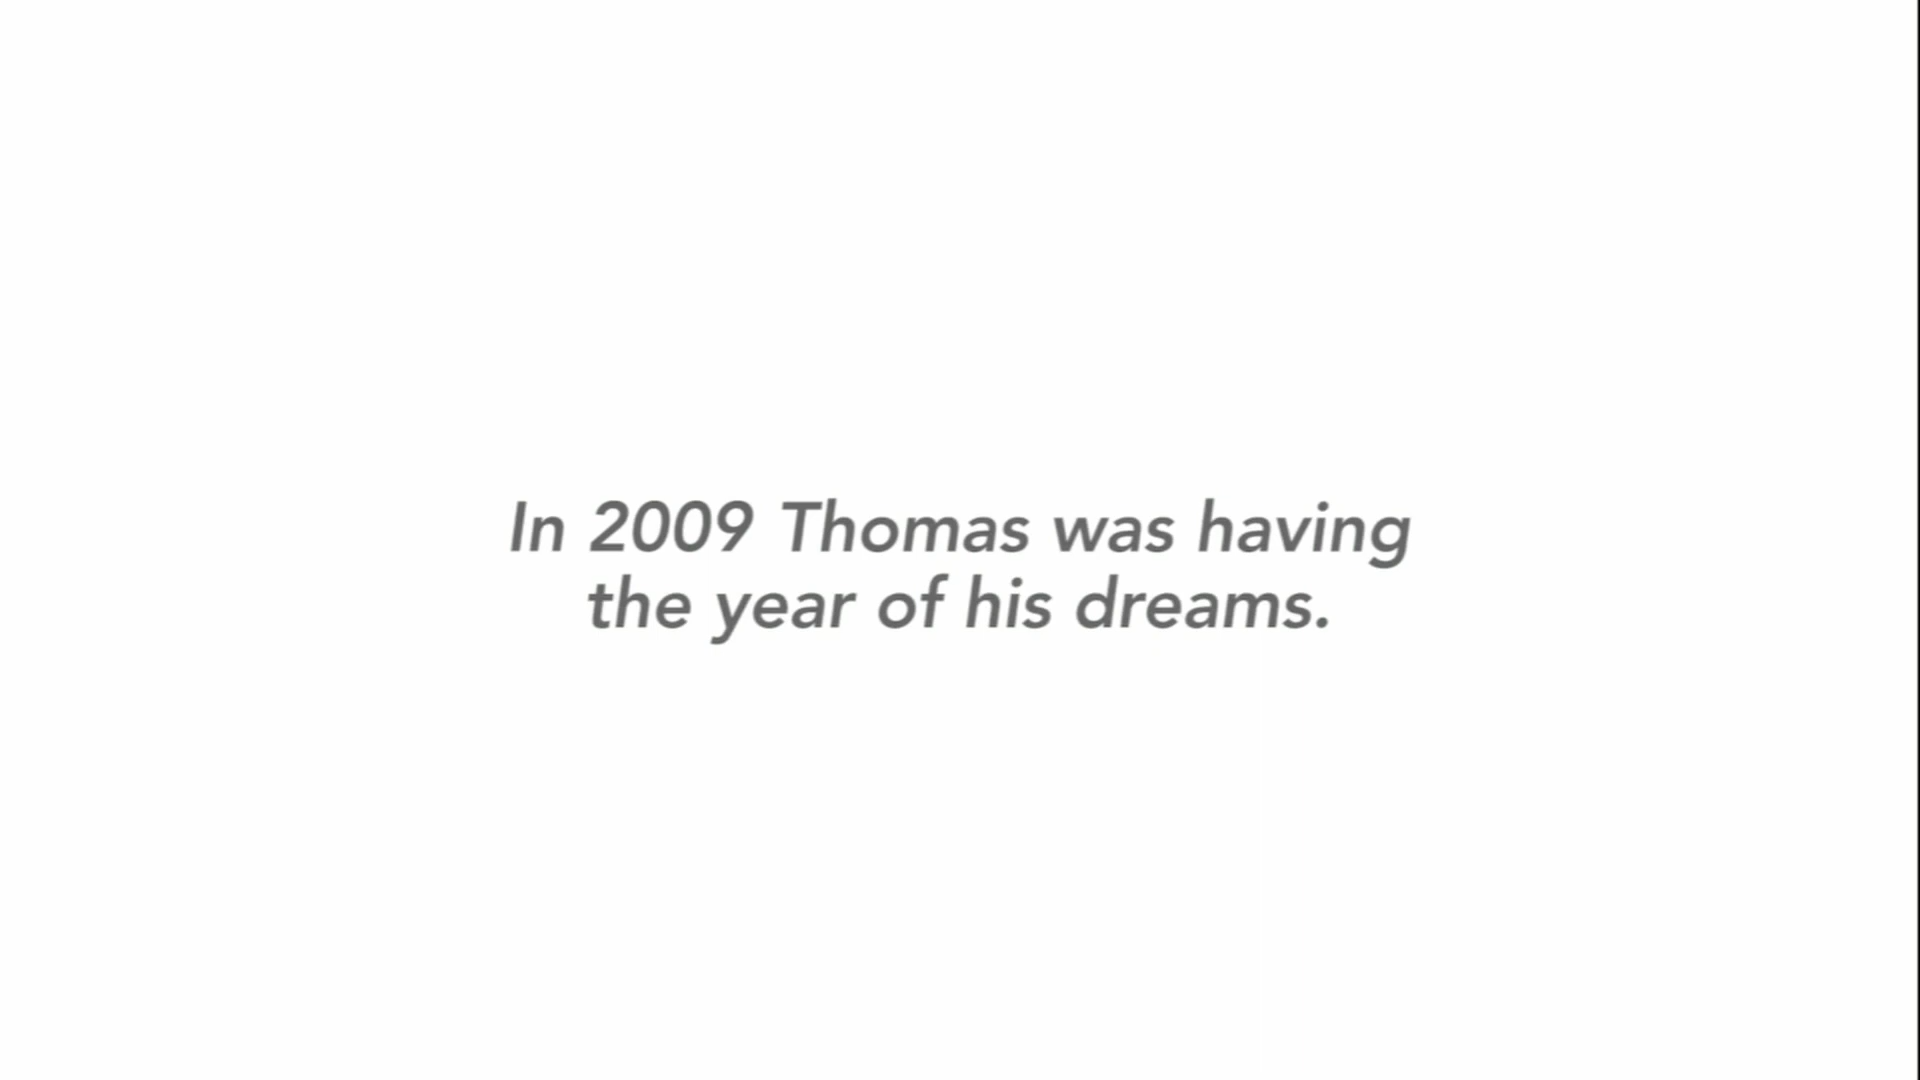 In 2009 Thomas was having
the year of his dreams.